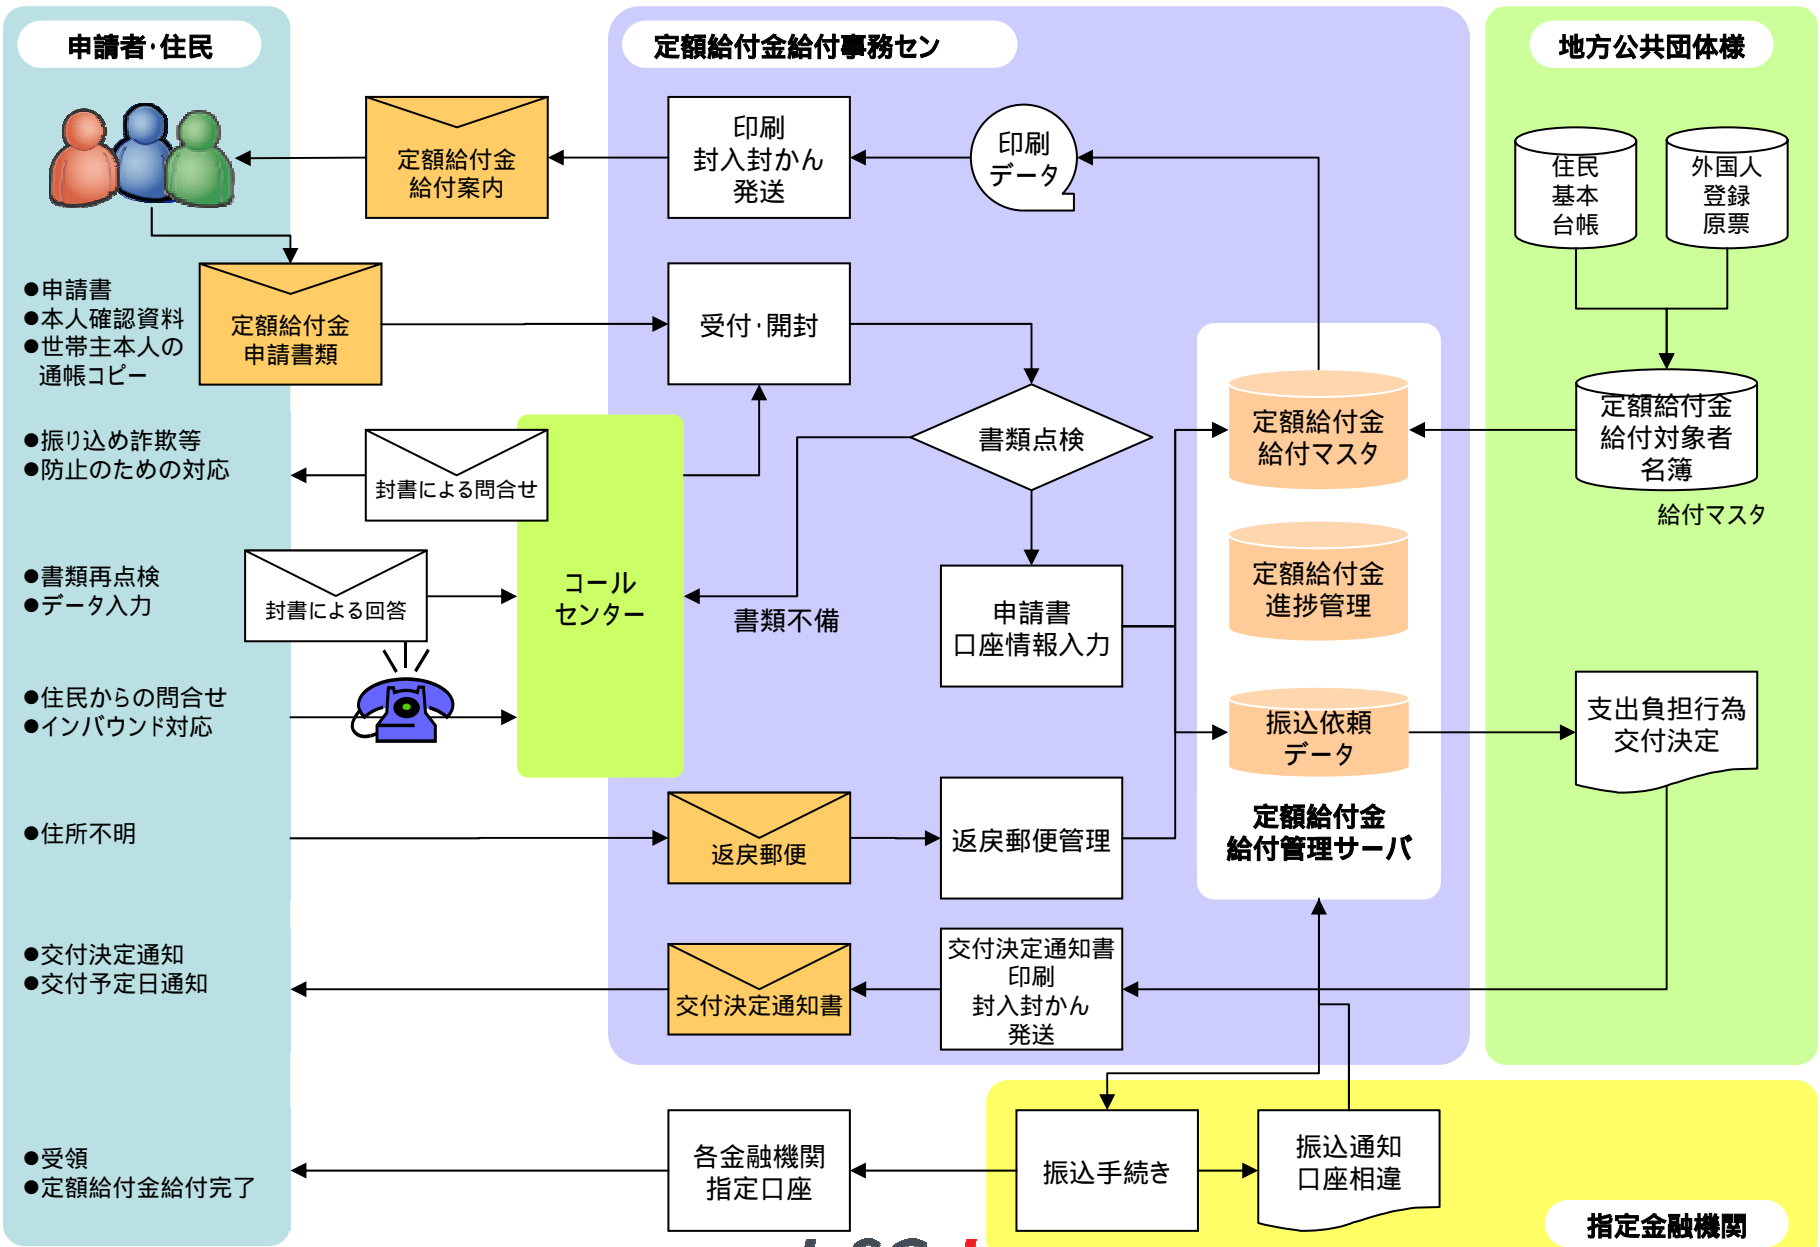 申請者・住民
定額給付金給付事務セン
地方公共団体様
定額給付金
給付案内
印刷
封入封かん
発送
印刷
データ
住民
基本
台帳
外国人
登録
原票
●申請書
●本人確認資料
●世帯主本人の
通帳コピー
定額給付金
申請書類
受付・開封
書類点検
定額給付金
給付マスタ
定額給付金
給付対象者
名簿
給付マスタ
●振り込め詐欺等
●防止のための対応
封書による問合せ
●書類再点検
●データ入力
封書による回答
コール
センター
書類不備
申請書
口座情報入力
定額給付金
進捗管理
●住民からの問合せ
●インバウンド対応
振込依頼
データ
支出負担行為
交付決定
定額給付金
給付管理サーバ
●住所不明
返戻郵便
返戻郵便管理
●交付決定通知
●交付予定日通知
交付決定通知書
交付決定通知書
印刷
封入封かん
発送
●受領
●定額給付金給付完了
各金融機関
指定口座
振込手続き
振込通知
口座相違
指定金融機関